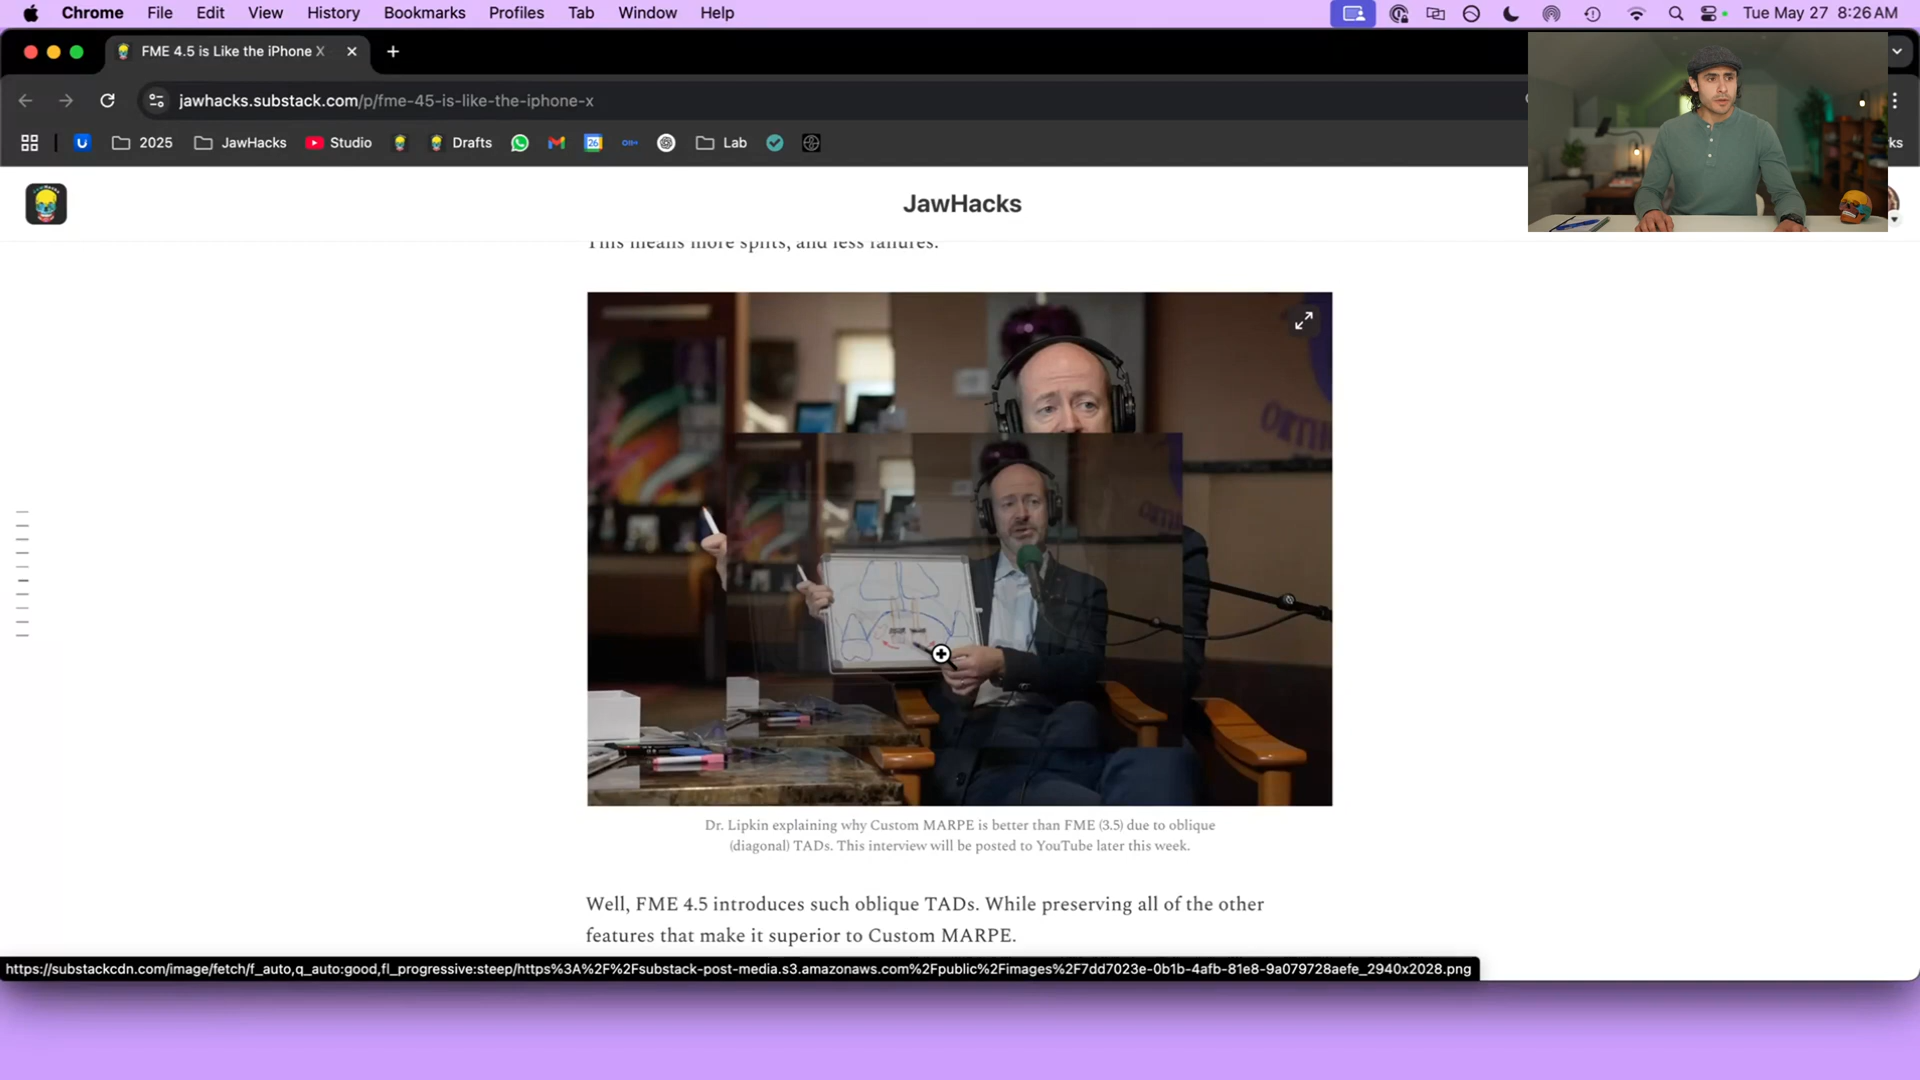 Chrome File Edit View History Bookmarks Profiles Tab Window Help Tue May 27 8:26 AM
FME 4.5 is Like the iPhone X
jawhacks.substack.com/p/fme-45-is-like-the-iphone-x
2025 JawHacks Studio Drafts 26 Lab ks
JawHacks
This means more splits, and less failures.
ORTH
ORTI
Dr. Lipkin explaining why Custom MARPE is better than FME (3.5) due to oblique
(diagonal) TADs. This interview will be posted to YouTube later this week.
Well, FME 4.5 introduces such oblique TADs. While preserving all of the other
features that make it superior to Custom MARPE.
https://substackcdn.com/image/fetch/f_auto,q_auto:good,fl_progressive:steep/https%3A%2F%2Fsubstack-post-media.s3.amazonaws.com%2Fpublic%2Fimages%2F7dd7023e-0b1b-4afb-81e8-9a079728aefe_2940x2028.png